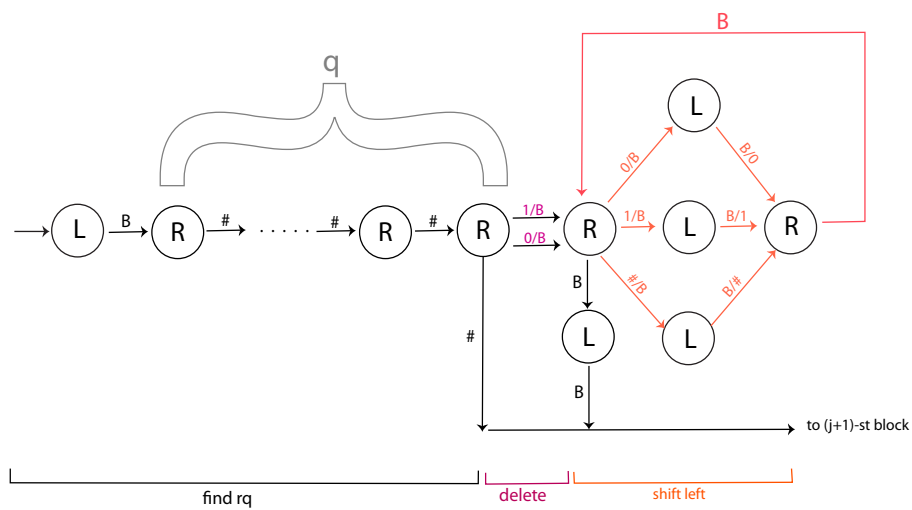 B
q
L
0/B
B/0
L
B
R
#
. . . . .
#
R
#
R
1/B
0/B
R
1/B
L
B/1
R
#
B
#/B
B/#
L
L
B
to (j+1)-st block
find rq
delete
shift left